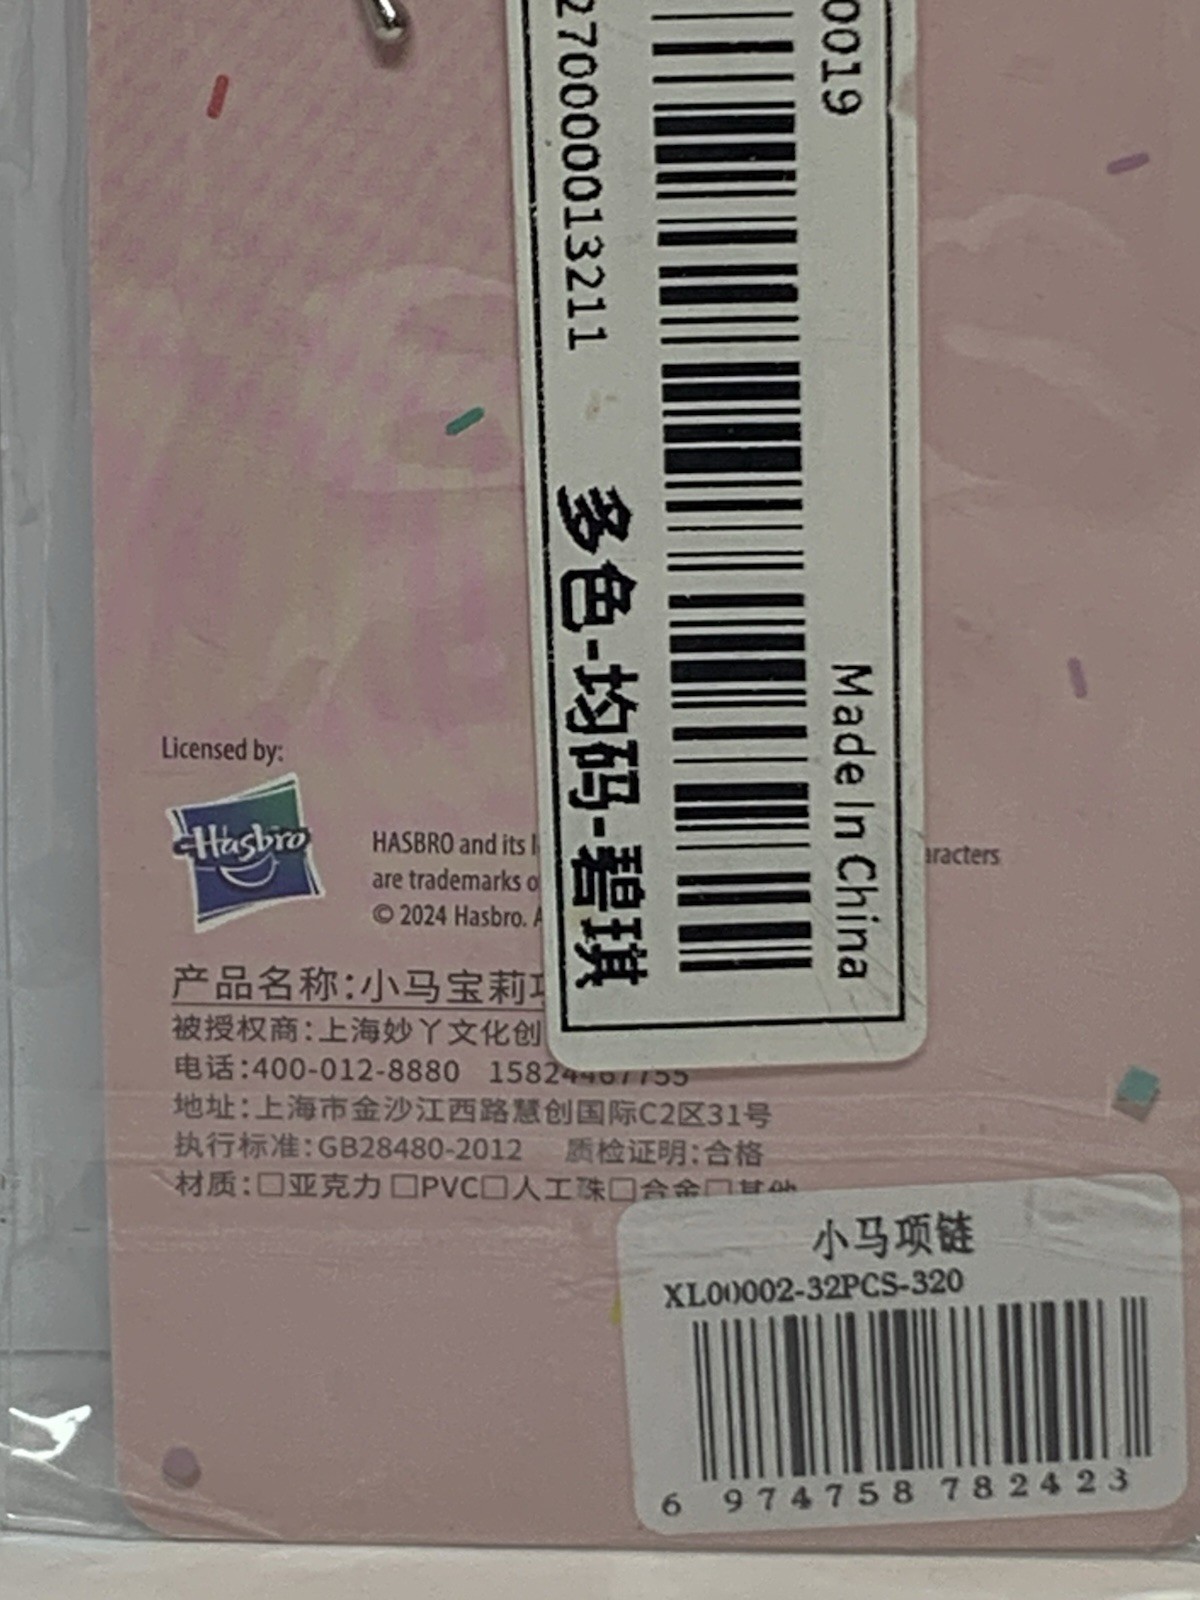 2700000013211
0019
多色-均码-碧琪
Made In China
Licensed by:
Hasbro
HASBRO and its
are trademarks
© 2024 Hasbro.
产品名称:小马宝莉
被授权商:上海妙丫文化创
电话:400-012-8880 15824467755
地址:上海市金沙江西路慧创国际C2区31号
执行标准:GB28480-2012 质检证明:合格
材质:□亚克力 □PVC□人工珠□合金□其他
小马项链
XL00002-32PCS-320
6 974758 782423